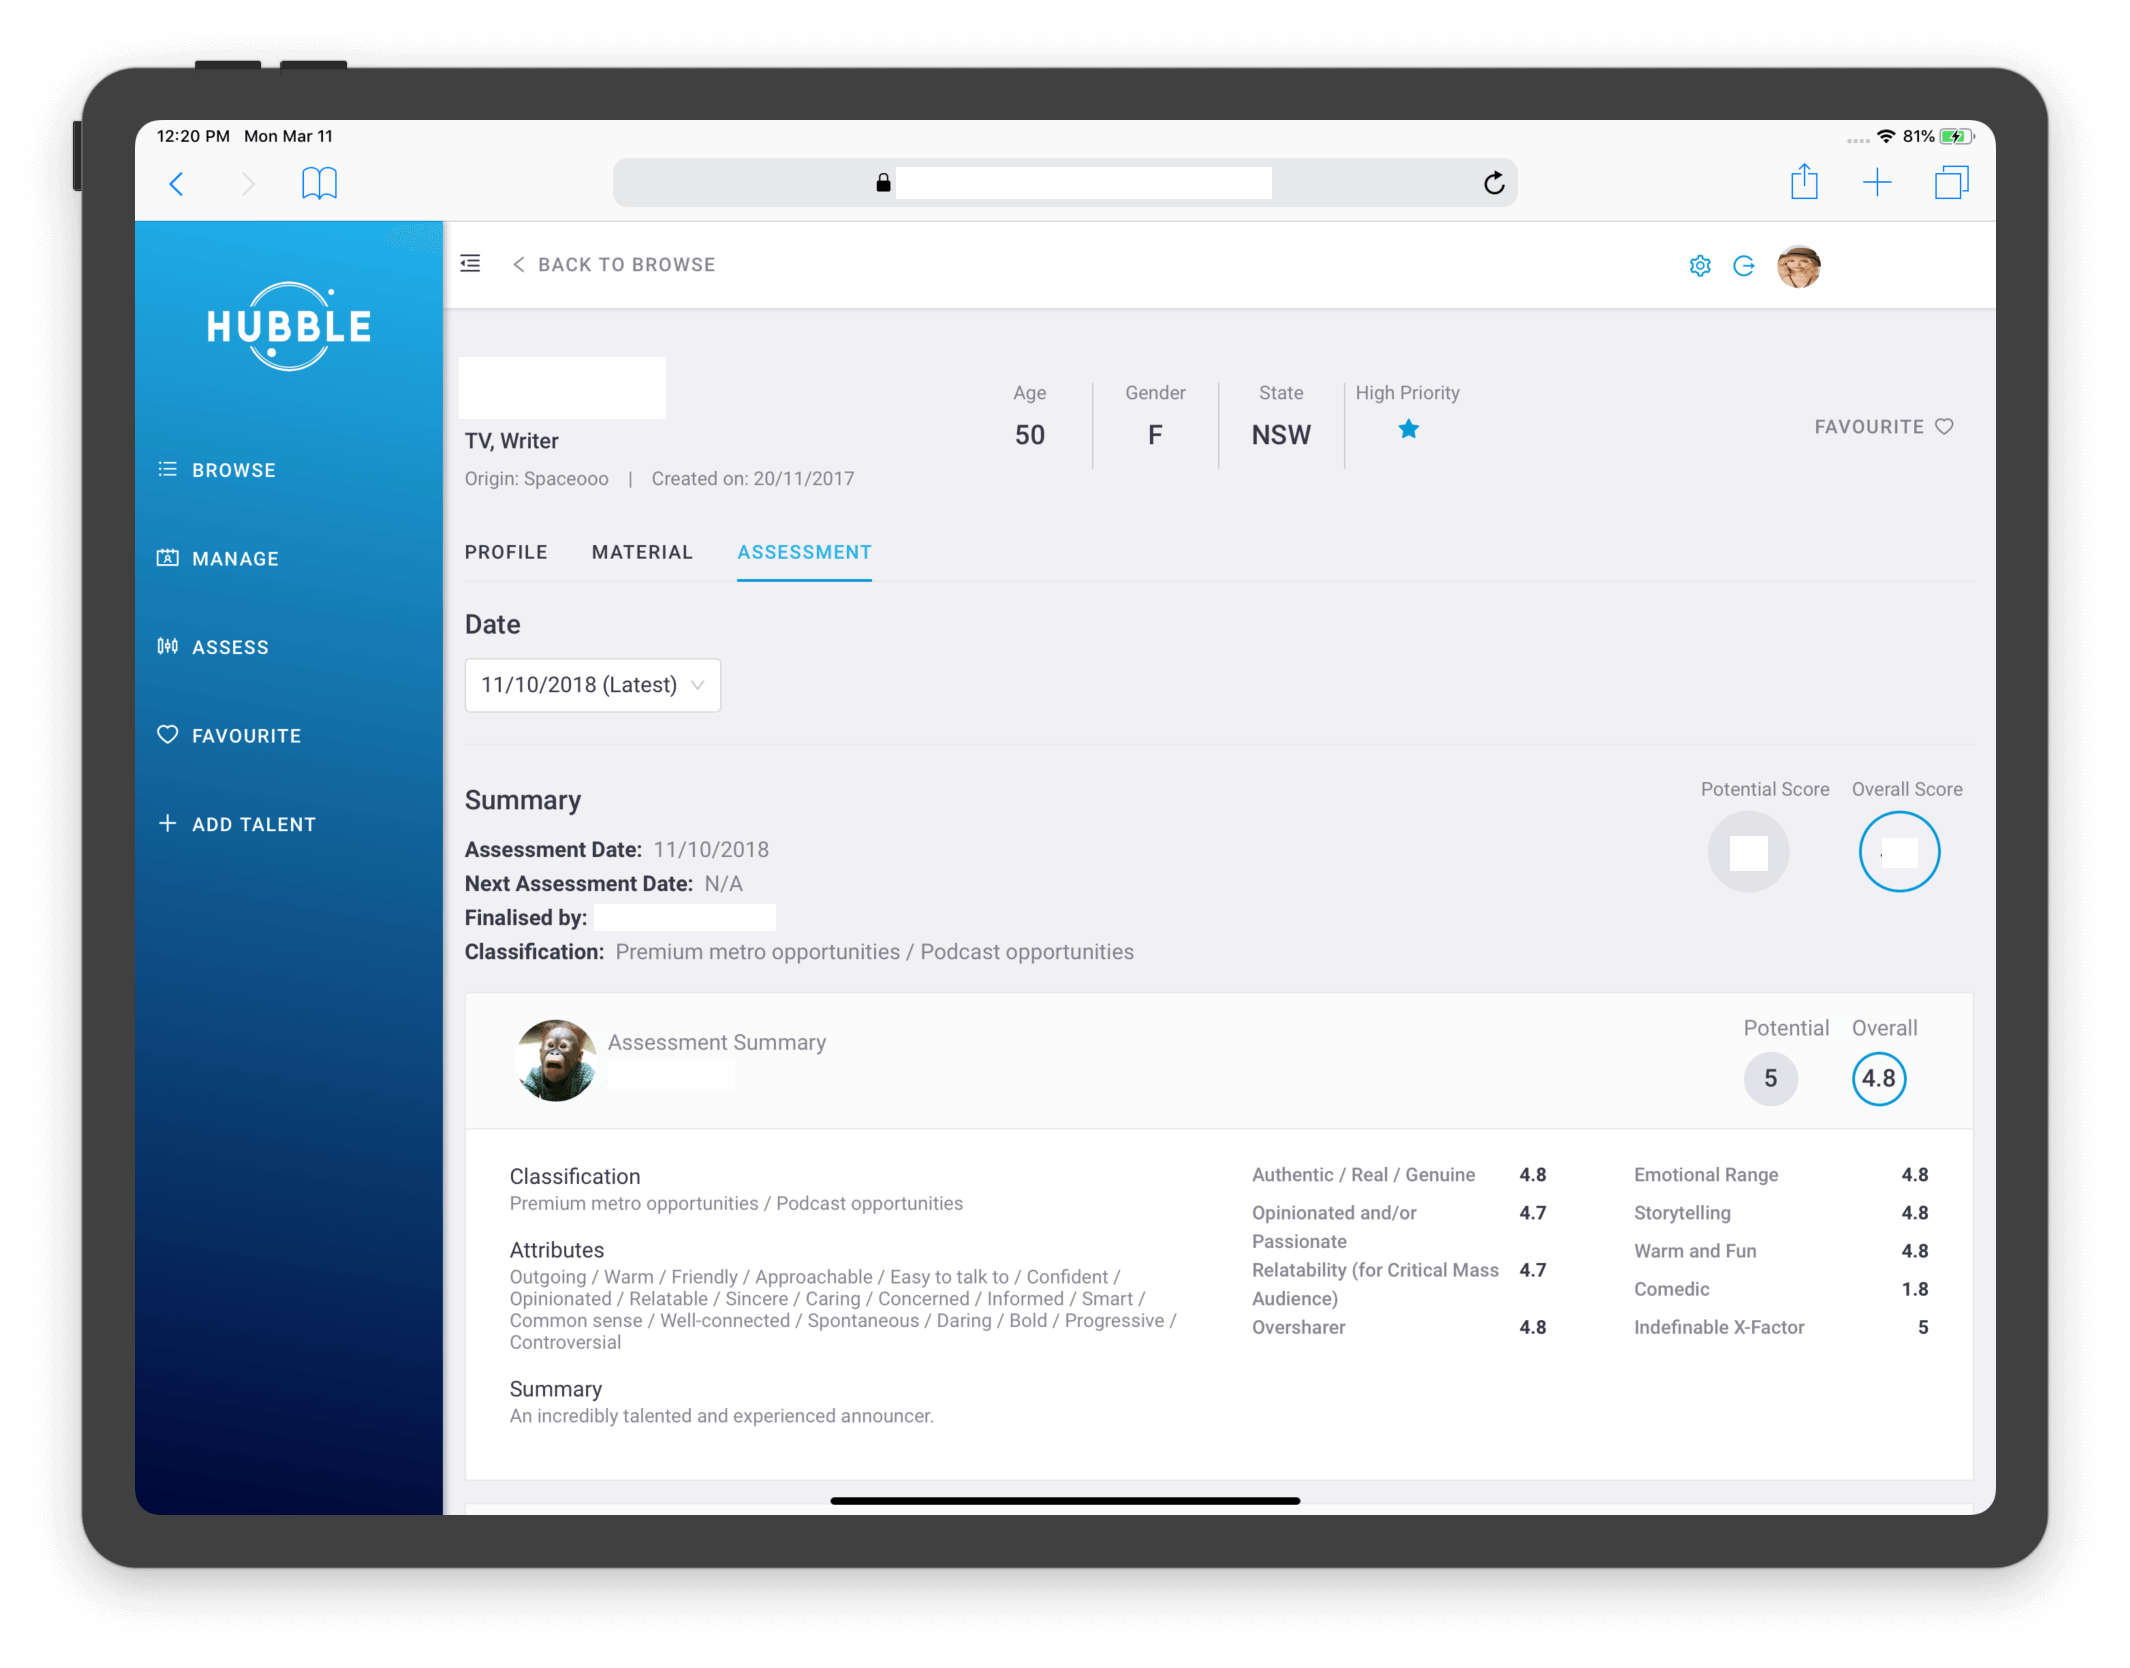 12:20 PM Mon Mar 11
81%
HUBBLE
BACK TO BROWSE
BROWSE
MANAGE
ASSESS
FAVOURITE
ADD TALENT
TV, Writer
Origin: Spaceooo | Created on: 20/11/2017
Age
50
Gender
F
State
NSW
High Priority
FAVOURITE
PROFILE MATERIAL ASSESSMENT
Date
11/10/2018 (Latest)
Summary
Assessment Date: 11/10/2018
Next Assessment Date: N/A
Finalised by:
Classification: Premium metro opportunities / Podcast opportunities
Potential Score Overall Score
Assessment Summary
Potential Overall
5 4.8
Classification
Premium metro opportunities / Podcast opportunities
Attributes
Outgoing / Warm / Friendly / Approachable / Easy to talk to / Confident /
Opinionated / Relatable / Sincere / Caring / Concerned / Informed / Smart /
Common sense / Well-connected / Spontaneous / Daring / Bold / Progressive /
Controversial
Summary
An incredibly talented and experienced announcer.
Authentic / Real / Genuine 4.8
Opinionated and/or 4.7
Passionate
Relatability (for Critical Mass 4.7
Audience)
Oversharer 4.8
Emotional Range 4.8
Storytelling 4.8
Warm and Fun 4.8
Comedic 1.8
Indefinable X-Factor 5